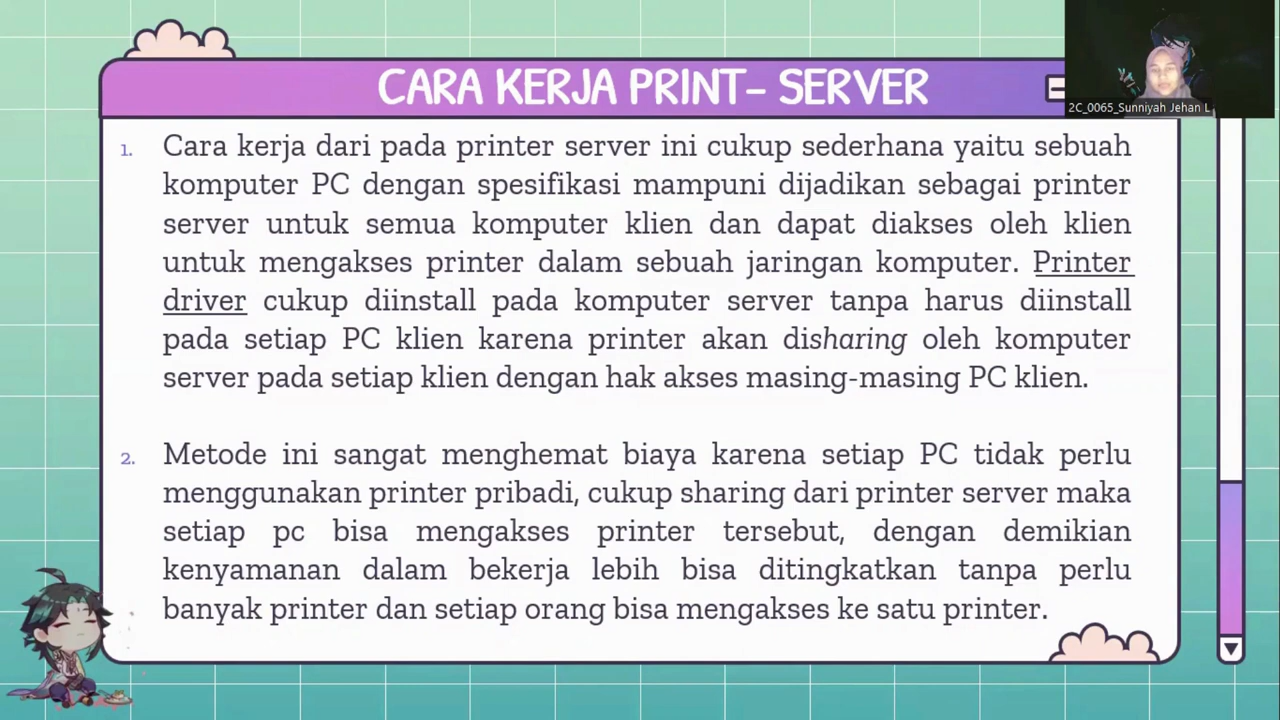 CARA KERJA PRINT- SERVER
2C_0065_Sunniyah Jehan L
1. Cara kerja dari pada printer server ini cukup sederhana yaitu sebuah
komputer PC dengan spesifikasi mampuni dijadikan sebagai printer
server untuk semua komputer klien dan dapat diakses oleh klien
untuk mengakses printer dalam sebuah jaringan komputer. Printer
driver cukup diinstall pada komputer server tanpa harus diinstall
pada setiap PC klien karena printer akan disharing oleh komputer
server pada setiap klien dengan hak akses masing-masing PC klien.
2. Metode ini sangat menghemat biaya karena setiap PC tidak perlu
menggunakan printer pribadi, cukup sharing dari printer server maka
setiap pc bisa mengakses printer tersebut, dengan demikian
kenyamanan dalam bekerja lebih bisa ditingkatkan tanpa perlu
banyak printer dan setiap orang bisa mengakses ke satu printer.